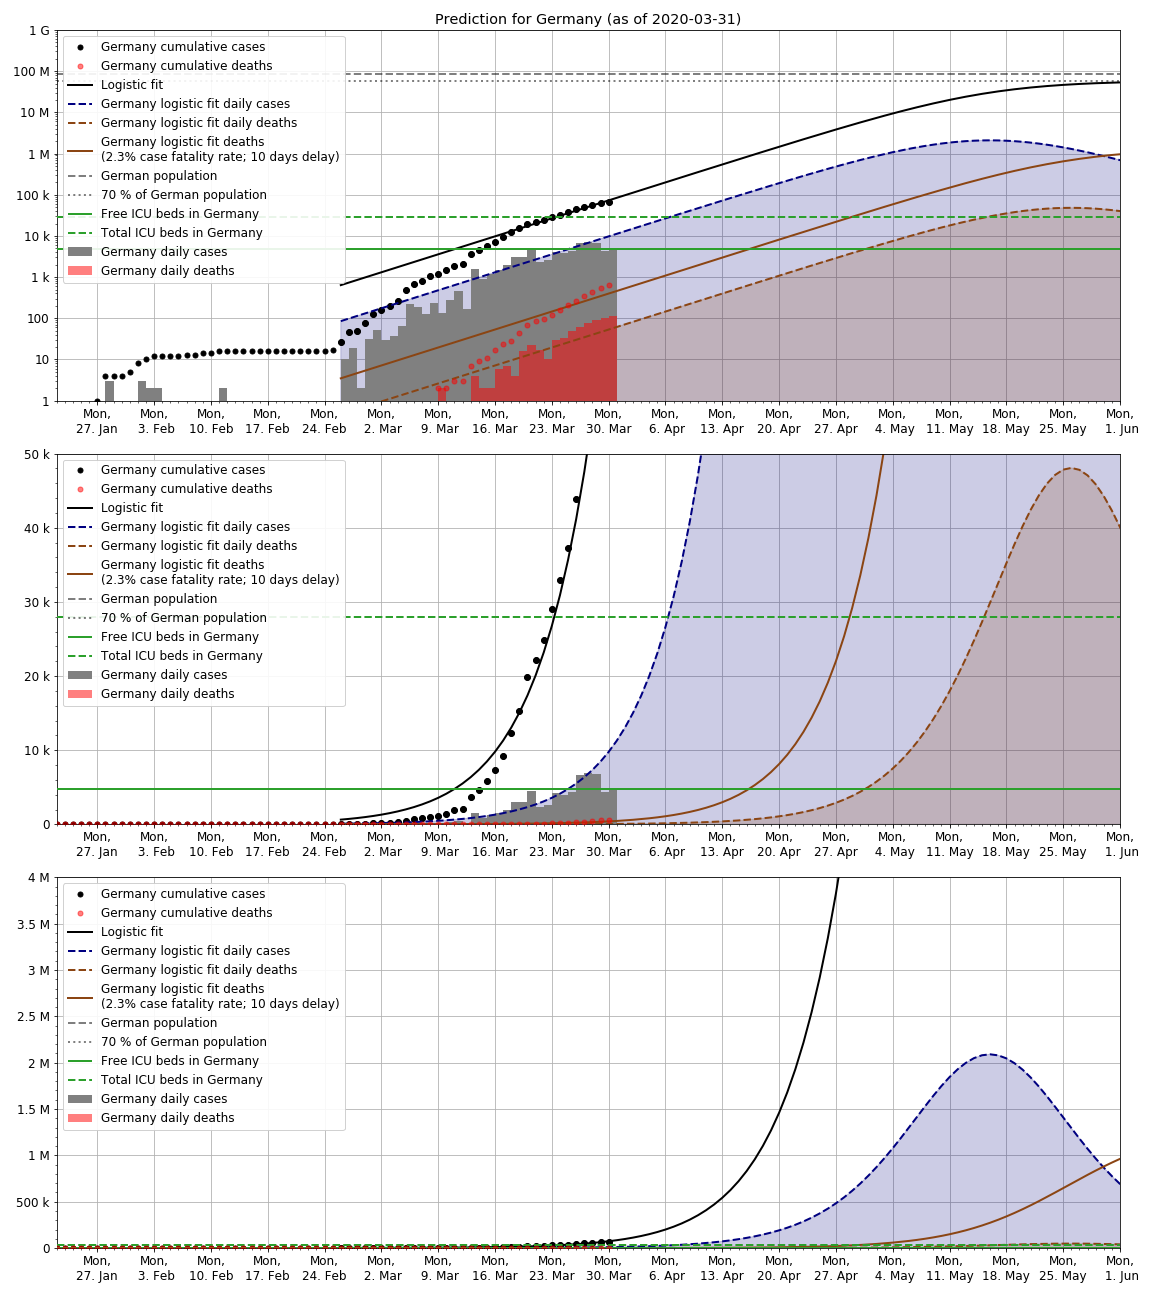 Prediction for Germany (as of 2020-03-31)
1 G
100 M
10 M
1 M
100 k
10 k
1 k
100
10
1
Germany cumulative cases
Germany cumulative deaths
Logistic fit
Germany logistic fit daily cases
Germany logistic fit daily deaths
Germany logistic fit deaths
(2.3% case fatality rate; 10 days delay)
German population
70 % of German population
Free ICU beds in Germany
Total ICU beds in Germany
Germany daily cases
Germany daily deaths
Mon, Mon, Mon, Mon, Mon, Mon, Mon, Mon, Mon, Mon, Mon, Mon, Mon, Mon, Mon, Mon, Mon, Mon, Mon,
27. Jan 3. Feb 10. Feb 17. Feb 24. Feb 2. Mar 9. Mar 16. Mar 23. Mar 30. Mar 6. Apr 13. Apr 20. Apr 27. Apr 4. May 11. May 18. May 25. May 1. Jun
50 k
40 k
30 k
20 k
10 k
0
Germany cumulative cases
Germany cumulative deaths
Logistic fit
Germany logistic fit daily cases
Germany logistic fit daily deaths
Germany logistic fit deaths
(2.3% case fatality rate; 10 days delay)
German population
70 % of German population
Free ICU beds in Germany
Total ICU beds in Germany
Germany daily cases
Germany daily deaths
Mon, Mon, Mon, Mon, Mon, Mon, Mon, Mon, Mon, Mon, Mon, Mon, Mon, Mon, Mon, Mon, Mon, Mon, Mon,
27. Jan 3. Feb 10. Feb 17. Feb 24. Feb 2. Mar 9. Mar 16. Mar 23. Mar 30. Mar 6. Apr 13. Apr 20. Apr 27. Apr 4. May 11. May 18. May 25. May 1. Jun
4 M
3.5 M
3 M
2.5 M
2 M
1.5 M
1 M
500 k
0
Germany cumulative cases
Germany cumulative deaths
Logistic fit
Germany logistic fit daily cases
Germany logistic fit daily deaths
Germany logistic fit deaths
(2.3% case fatality rate; 10 days delay)
German population
70 % of German population
Free ICU beds in Germany
Total ICU beds in Germany
Germany daily cases
Germany daily deaths
Mon, Mon, Mon, Mon, Mon, Mon, Mon, Mon, Mon, Mon, Mon, Mon, Mon, Mon, Mon, Mon, Mon, Mon, Mon,
27. Jan 3. Feb 10. Feb 17. Feb 24. Feb 2. Mar 9. Mar 16. Mar 23. Mar 30. Mar 6. Apr 13. Apr 20. Apr 27. Apr 4. May 11. May 18. May 25. May 1. Jun